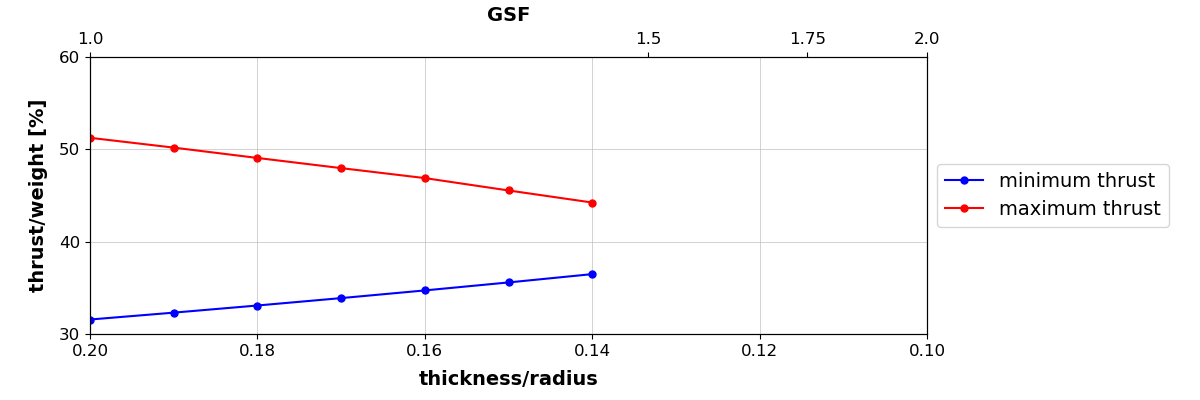 GSF
1.0 1.5 1.75 2.0
60
50
40
30
thrust/weight [%]
0.20 0.18 0.16 0.14 0.12 0.10
thickness/radius
minimum thrust
maximum thrust